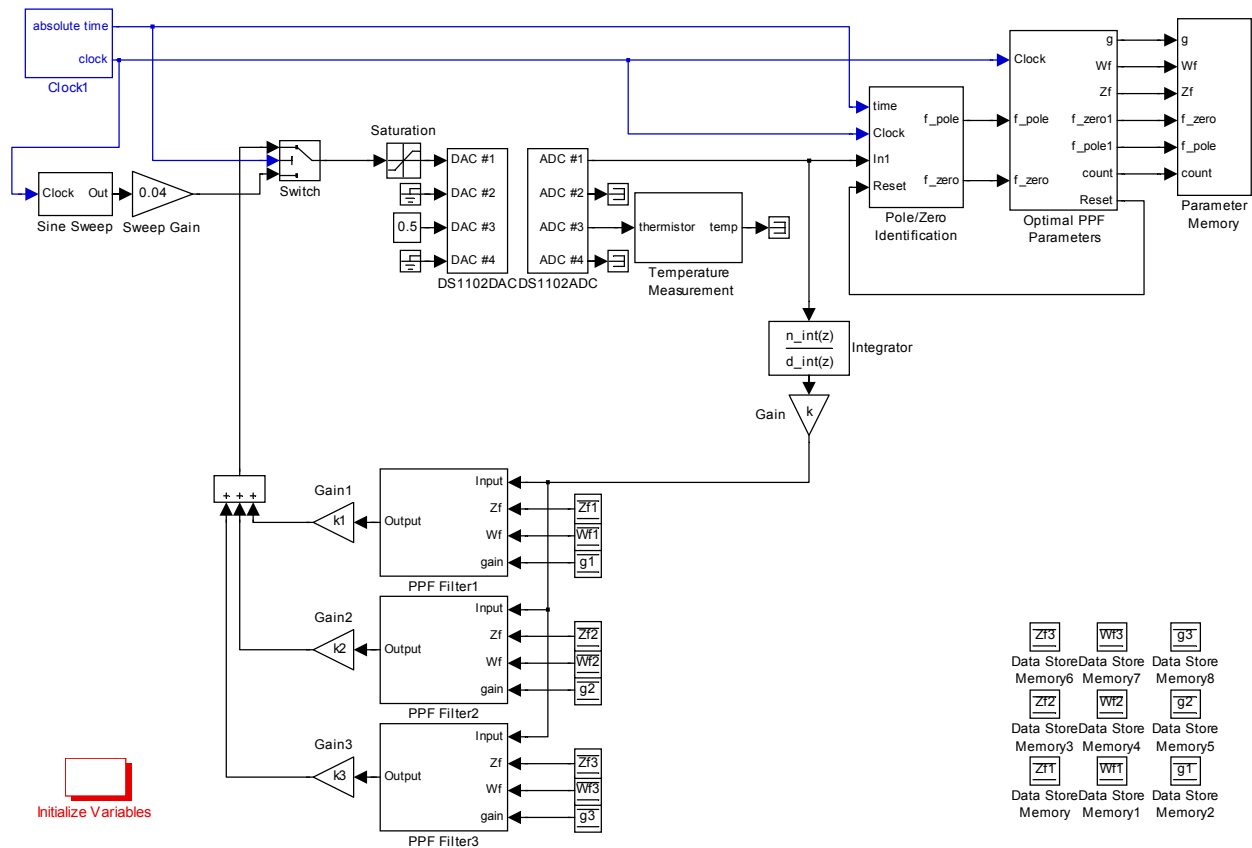 absolute time
clock
Clock1
Clock
Out
Sine Sweep
0.04
Sweep Gain
Switch
Saturation
DAC #1
DAC #2
DAC #3
DAC #4
0.5
DS1102DAC
ADC #1
ADC #2
ADC #3
ADC #4
DS1102ADC
thermistor
temp
Temperature
Measurement
time
Clock
In1
Reset
f_pole
f_zero
Pole/Zero
Identification
Clock
f_pole
f_zero
g
Wf
Zf
f_zero1
f_pole1
count
Reset
Optimal PPF
Parameters
g
Wf
Zf
f_zero
f_pole
count
Parameter
Memory
n_int(z)
d_int(z)
Integrator
Gain
k
+ + +
Gain1
k1
Output
Input
Zf
Wf
gain
Zf1
Wf1
g1
PPF Filter1
Gain2
k2
Output
Input
Zf
Wf
gain
Zf2
Wf2
g2
PPF Filter2
Gain3
k3
Output
Input
Zf
Wf
gain
Zf3
Wf3
g3
PPF Filter3
Initialize Variables
Zf3
Data Store
Memory6
Wf3
Data Store
Memory7
g3
Data Store
Memory8
Zf2
Data Store
Memory3
Wf2
Data Store
Memory4
g2
Data Store
Memory5
Zf1
Data Store
Memory
Wf1
Data Store
Memory1
g1
Data Store
Memory2